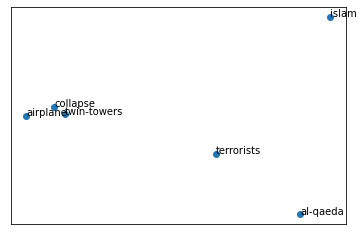 islam
collapse
airplane
twin-towers
terrorists
al-qaeda